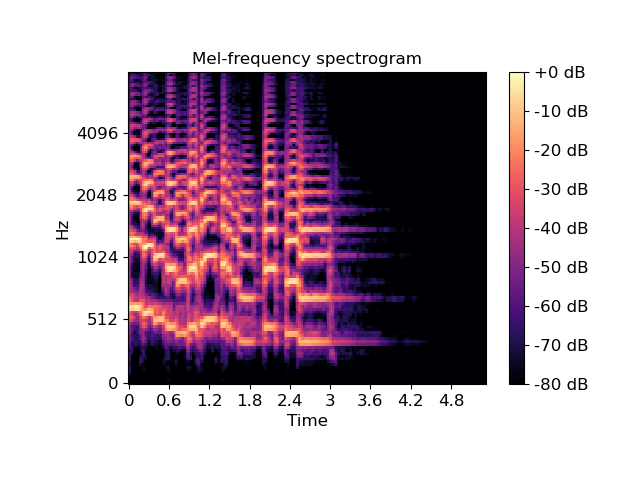 Mel-frequency spectrogram
+0 dB
4096
-10 dB
-20 dB
2048
-30 dB
Hz
1024
-40 dB
-50 dB
512
-60 dB
-70 dB
0
-80 dB
0 0.6 1.2 1.8 2.4 3 3.6 4.2 4.8
Time